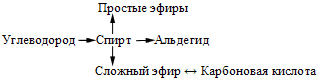 Простые эфиры
Углеводород → Спирт → Альдегид
Сложный эфир ↔ Карбоновая кислота